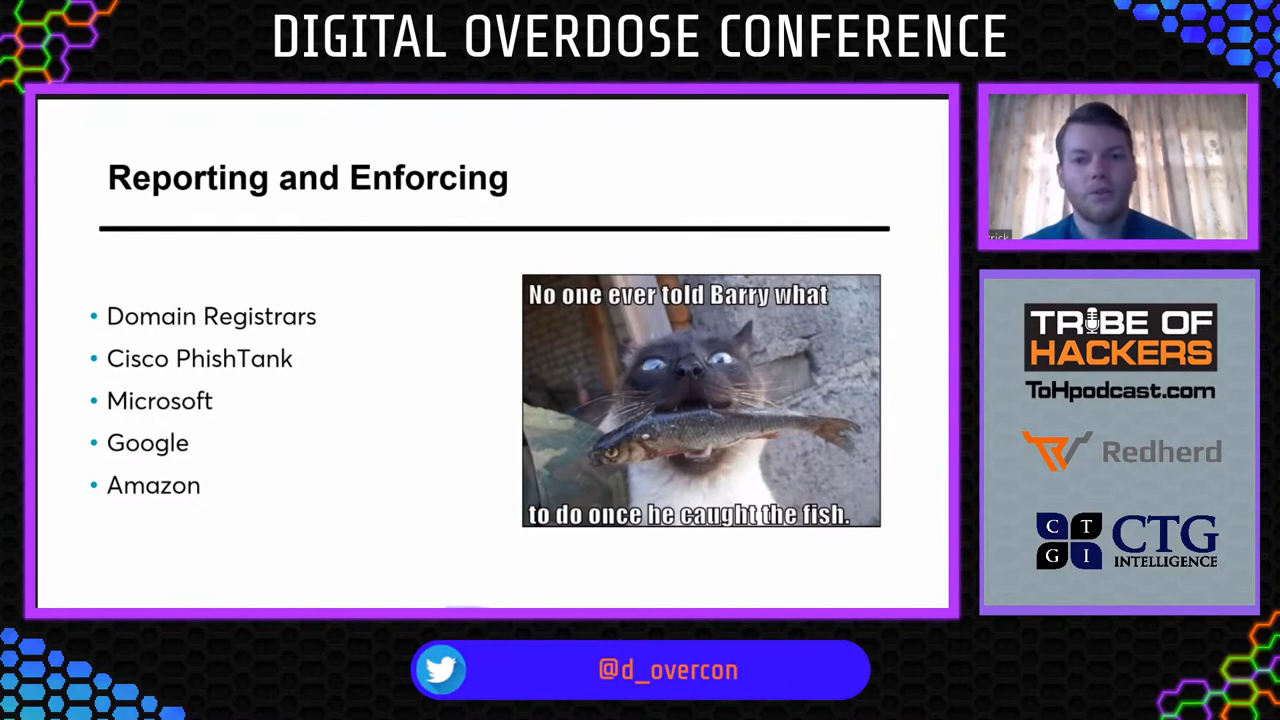 DIGITAL OVERDOSE CONFERENCE
Reporting and Enforcing
• Domain Registrars
• Cisco PhishTank
• Microsoft
• Google
• Amazon
No one ever told Barry what
to do once he caught the fish.
TRIBE OF
HACKERS
ToHpodcast.com
Redherd
C T
G I
CTG
INTELLIGENCE
@d_overcon